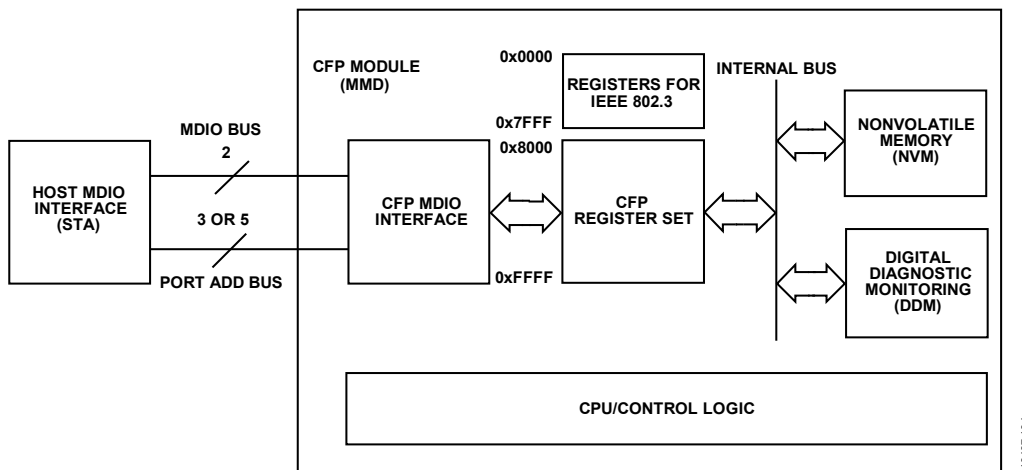 CFP MODULE
(MMD)
0x0000
REGISTERS FOR
IEEE 802.3
0x7FFF
0x8000
INTERNAL BUS
NONVOLATILE
MEMORY
(NVM)
MDIO BUS
2
HOST MDIO
INTERFACE
(STA)
3 OR 5
PORT ADD BUS
CFP MDIO
INTERFACE
CFP
REGISTER SET
0xFFFF
DIGITAL
DIAGNOSTIC
MONITORING
(DDM)
CPU/CONTROL LOGIC